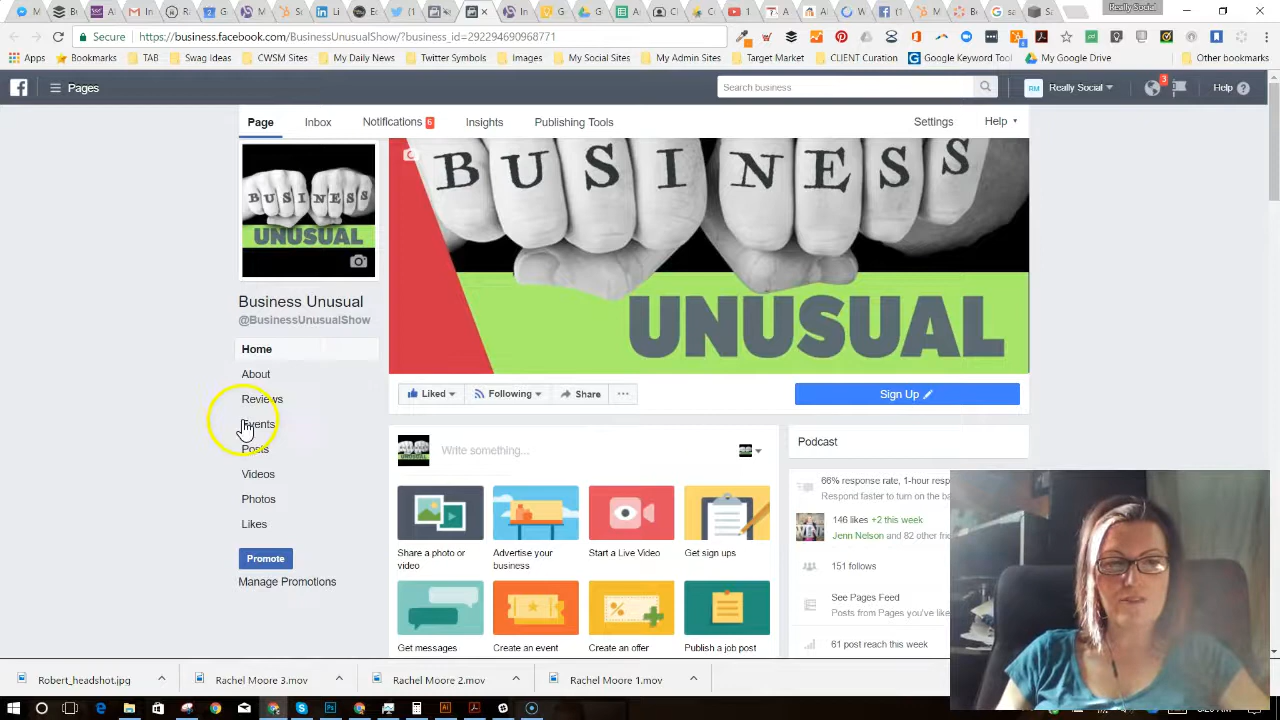 Really Social
Secure
https://business.facebook.com/BusinessUnusualShow/?business_id=292294690968771
Apps
Bookmarks
Swag Ideas
CWSM Sites
My Daily News
Twitter Symbols
Images
My Social Sites
My Admin Sites
CLIENT Curation
Google Keyword Tool
My Google Drive
Other bookmarks
Pages
Search business
RM
Really Social
3
Help
Page
Inbox
Notifications 6
Insights
Publishing Tools
Settings
Help
BUSINESS
UNUSUAL
BUSINESS
UNUSUAL
Business Unusual
@BusinessUnusualShow
Home
About
Reviews
Events
Posts
Videos
Photos
Likes
Promote
Manage Promotions
Liked
Following
Share
Sign Up
Write something...
Share a photo or
video
Advertise your
business
Start a Live Video
Get sign ups
Get messages
Create an event
Create an offer
Publish a job post
Podcast
66% response rate, 1-hour resp
Respond faster to turn on the ba
146 likes +2 this week
Jenn Nelson and 82 other frie
151 follows
See Pages Feed
Posts from Pages you've like
61 post reach this week
Robert_headshot.jpg
Rachel Moore 3.mov
Rachel Moore 2.mov
Rachel Moore 1.mov